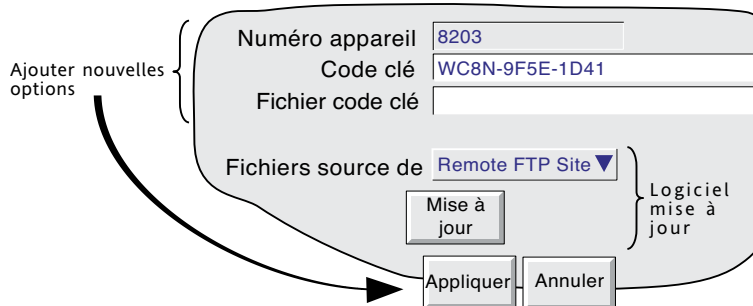 Numéro appareil 8203
Code clé WC8N-9F5E-1D41
Fichier code clé
Ajouter nouvelles
options
Fichiers source de Remote FTP Site
Mise à
jour
Logiciel
mise à
jour
Appliquer Annuler